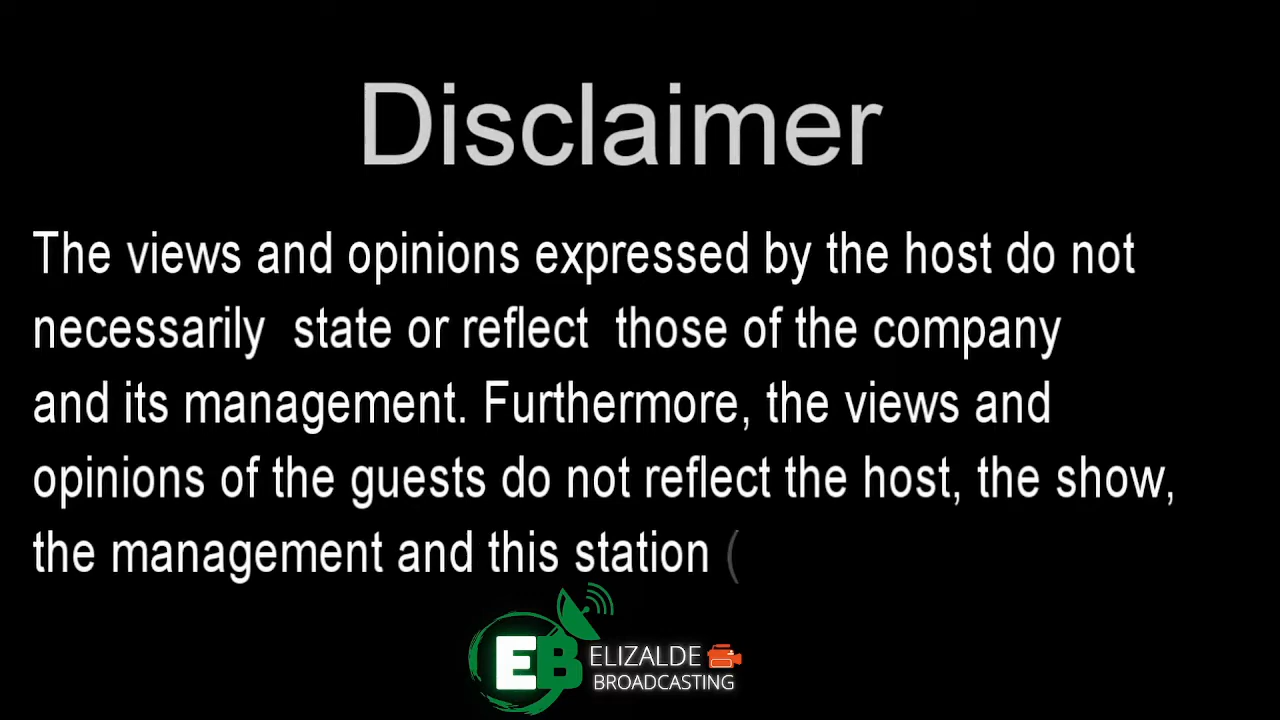 Disclaimer
The views and opinions expressed by the host do not
necessarily state or reflect those of the company
and its management. Furthermore, the views and
opinions of the guests do not reflect the host, the show,
the management and this station (
EB ELIZALDE
BROADCASTING